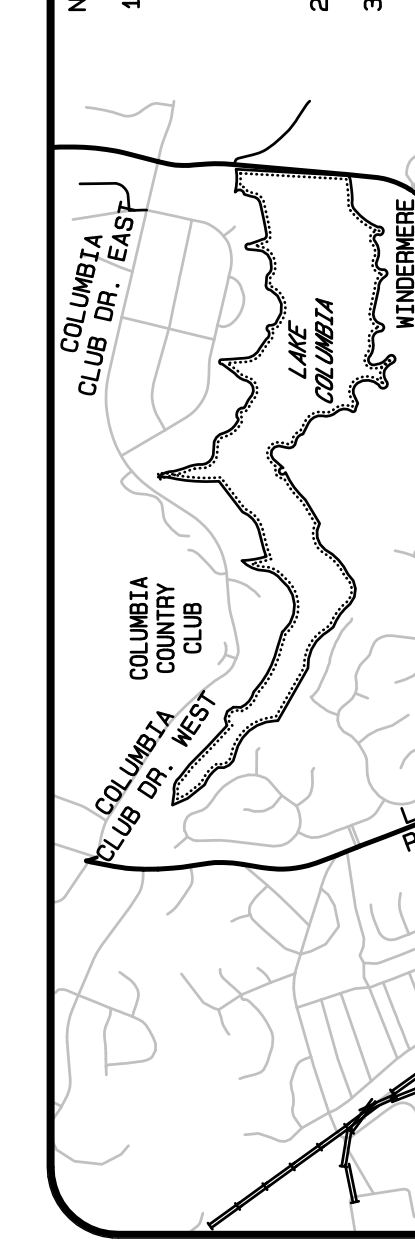 COLUMBIA
CLUB DR. EAST
WINDERMERE
LAKE
COLUMBIA
COLUMBIA
COUNTRY
CLUB
COLUMBIA
CLUB DR. WEST